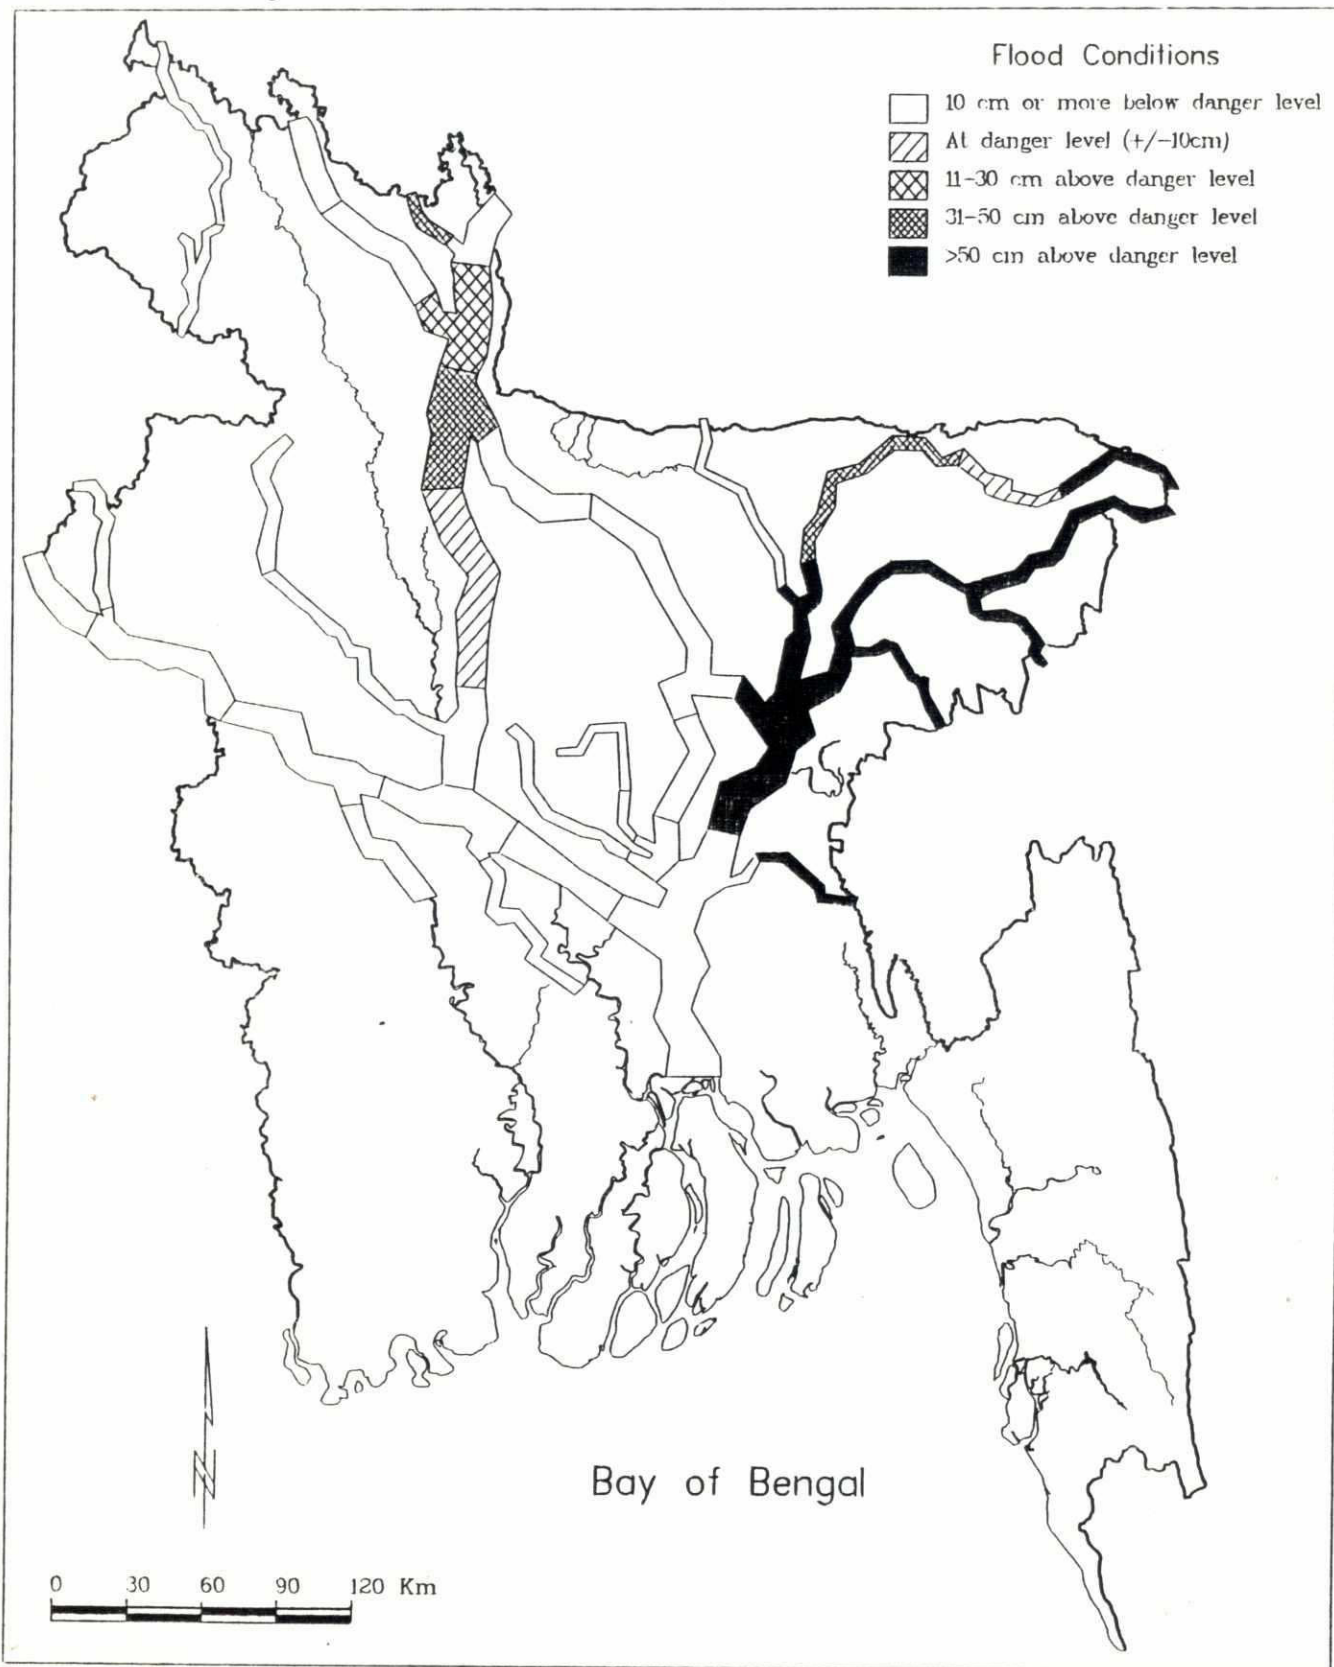 Flood Conditions
10 cm or more below danger level
At danger level (+/-10cm)
11-30 cm above danger level
31-50 cm above danger level
>50 cm above danger level
Bay of Bengal
N
0 30 60 90 120 Km